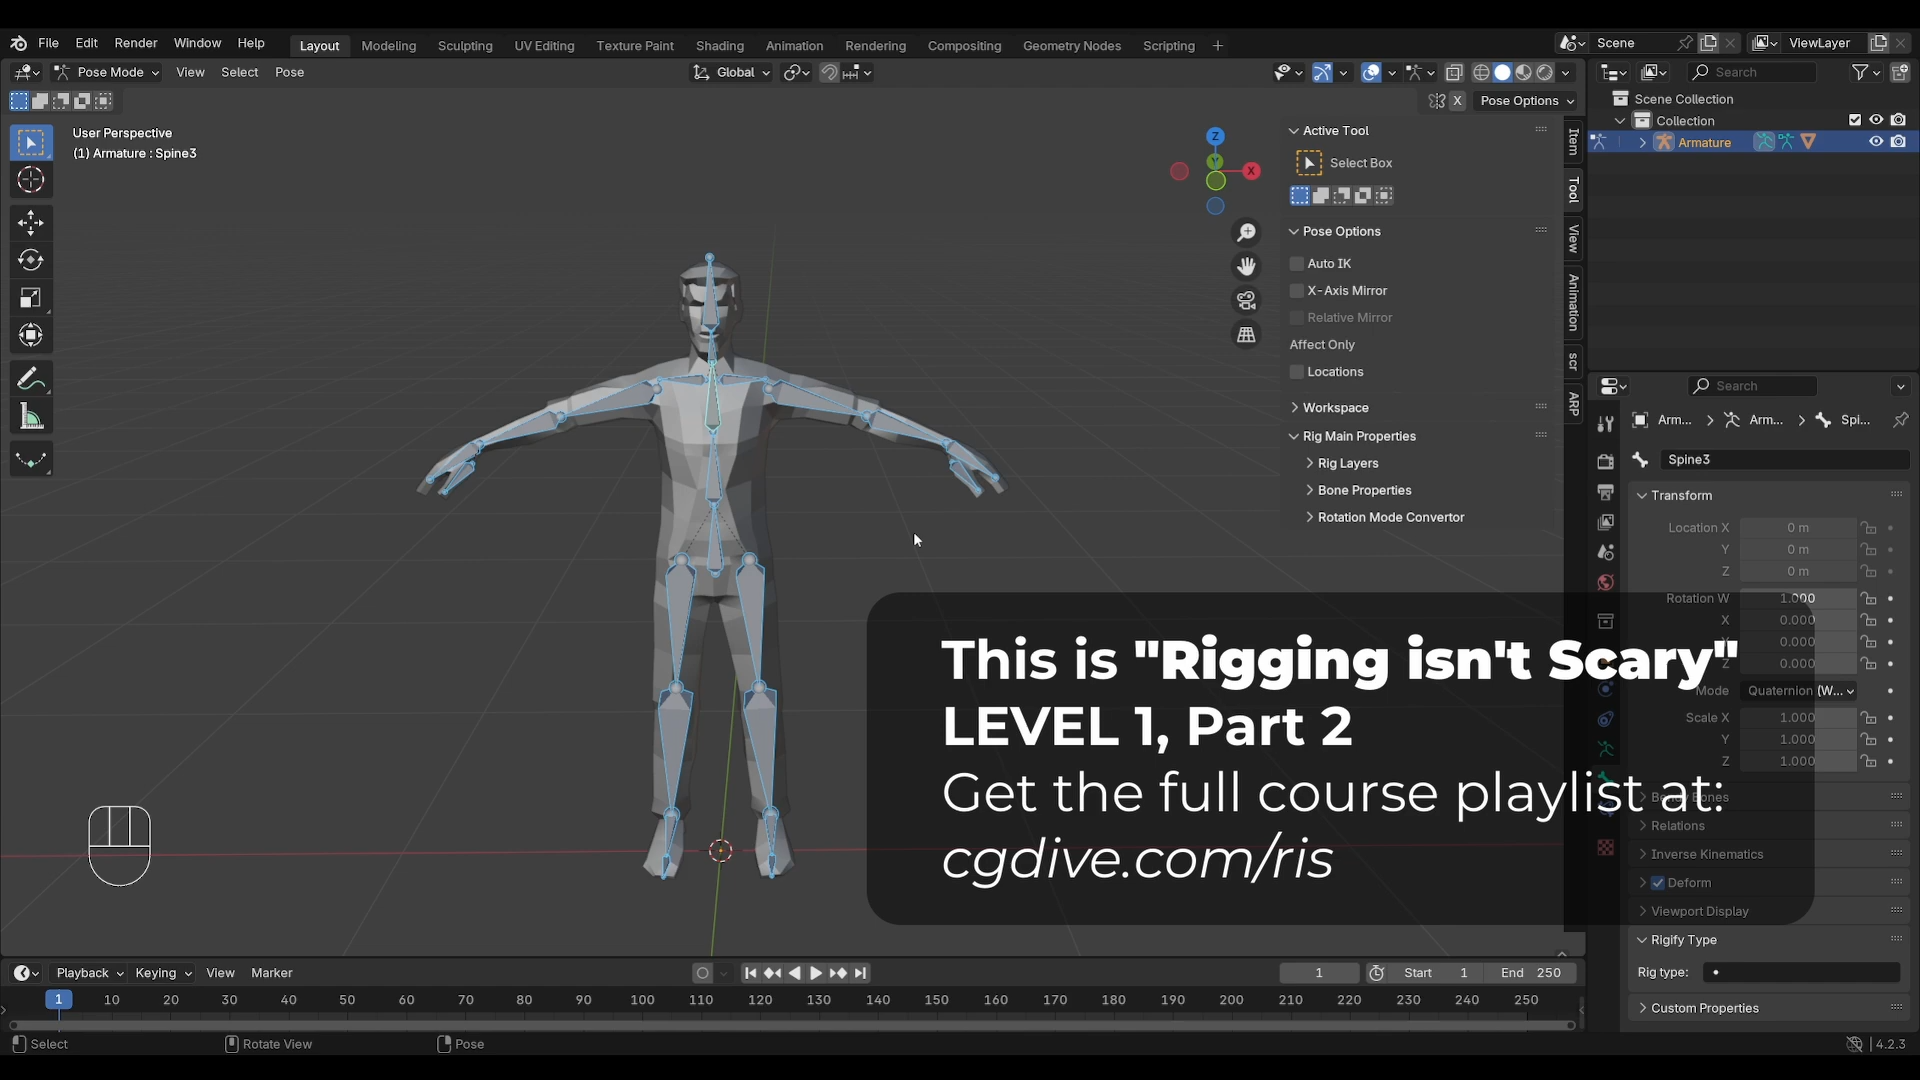 File Edit Render Window Help
Layout Modeling Sculpting UV Editing Texture Paint Shading Animation Rendering Compositing Geometry Nodes Scripting +
Scene
ViewLayer
Pose Mode View Select Pose
Global
Search
X
Pose Options
User Perspective
(1) Armature : Spine3
Z
Y
X
Active Tool
Select Box
Pose Options
Auto IK
X-Axis Mirror
Relative Mirror
Affect Only
Locations
Workspace
Rig Main Properties
Rig Layers
Bone Properties
Rotation Mode Convertor
Item
Tool
View
Animation
scr
ARP
Scene Collection
Collection
Armature
Search
Arm... Arm... Spi...
Spine3
Transform
Location X 0 m
Y 0 m
Z 0 m
Rotation W 1.000
X 0.000
Y 0.000
Z 0.000
Mode Quaternion (W...
Scale X 1.000
Y 1.000
Z 1.000
Bendy Bones
Relations
Inverse Kinematics
Deform
Viewport Display
Rigify Type
Rig type:
Custom Properties
This is "Rigging isn't Scary"
LEVEL 1, Part 2
Get the full course playlist at:
cgdive.com/ris
Playback Keying View Marker
1 Start 1 End 250
1 10 20 30 40 50 60 70 80 90 100 110 120 130 140 150 160 170 180 190 200 210 220 230 240 250
Select Rotate View Pose
4.2.3